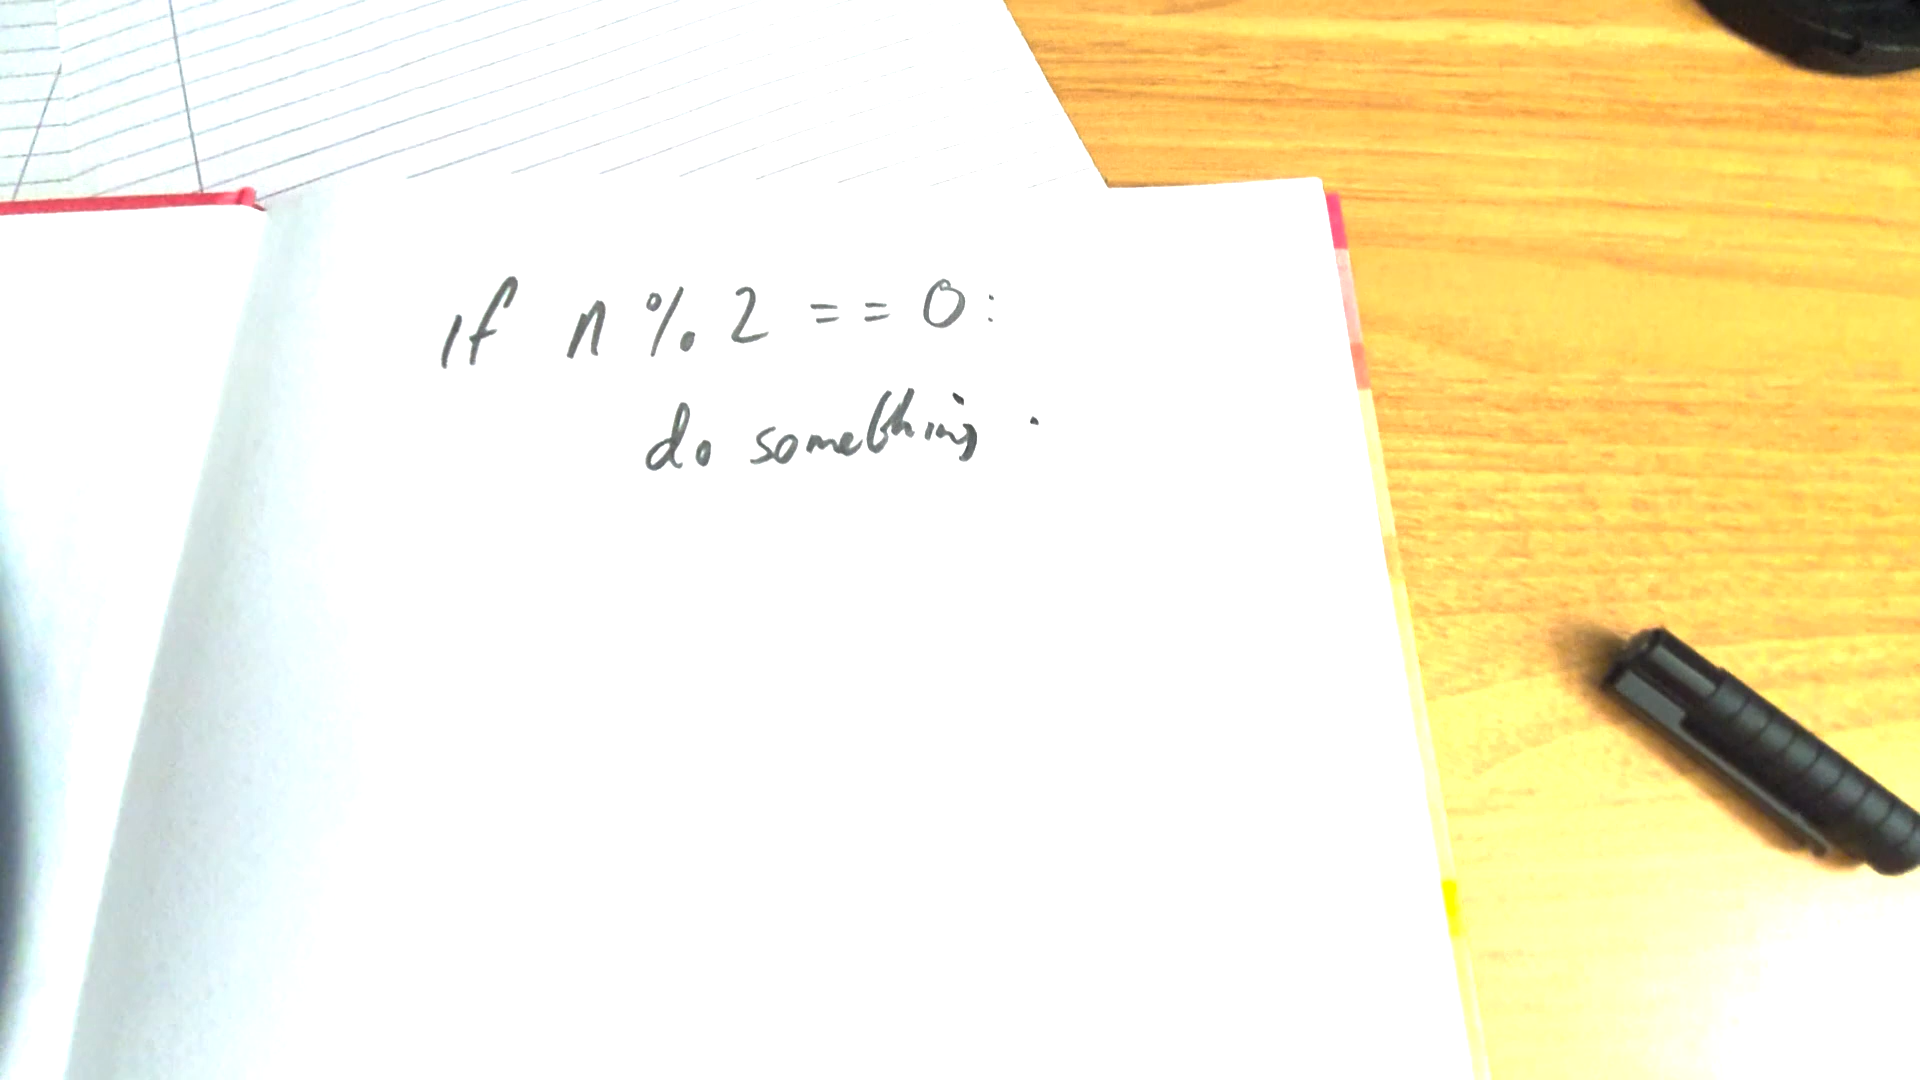 if n % 2 == 0:
do something.